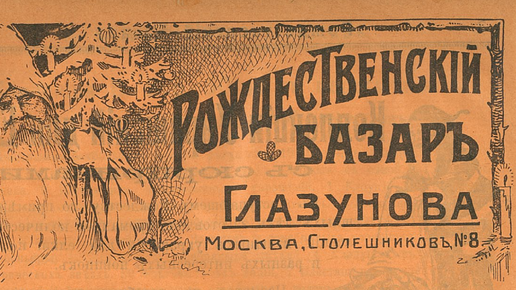 Рождественскій
Базаръ
Глазунова
Москва, Столешниковъ, №8